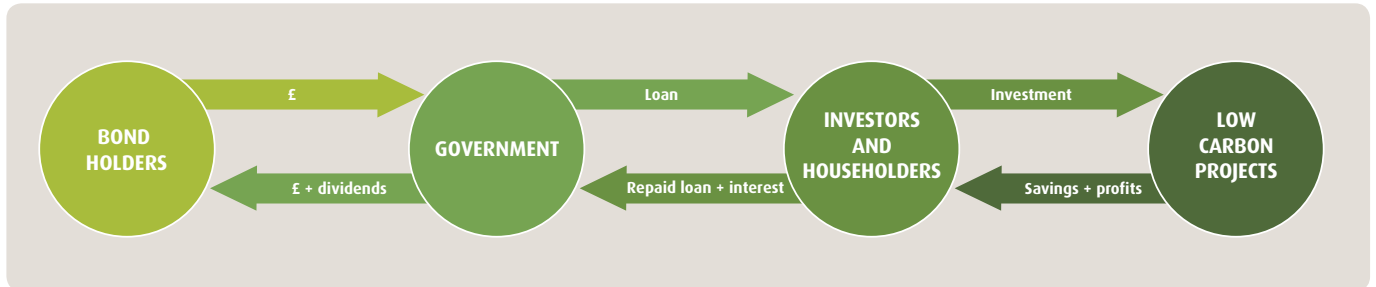 £
Loan
Investment
BOND
HOLDERS
GOVERNMENT
INVESTORS
AND
HOUSEHOLDERS
LOW
CARBON
PROJECTS
£ + dividends
Repaid loan + interest
Savings + profits